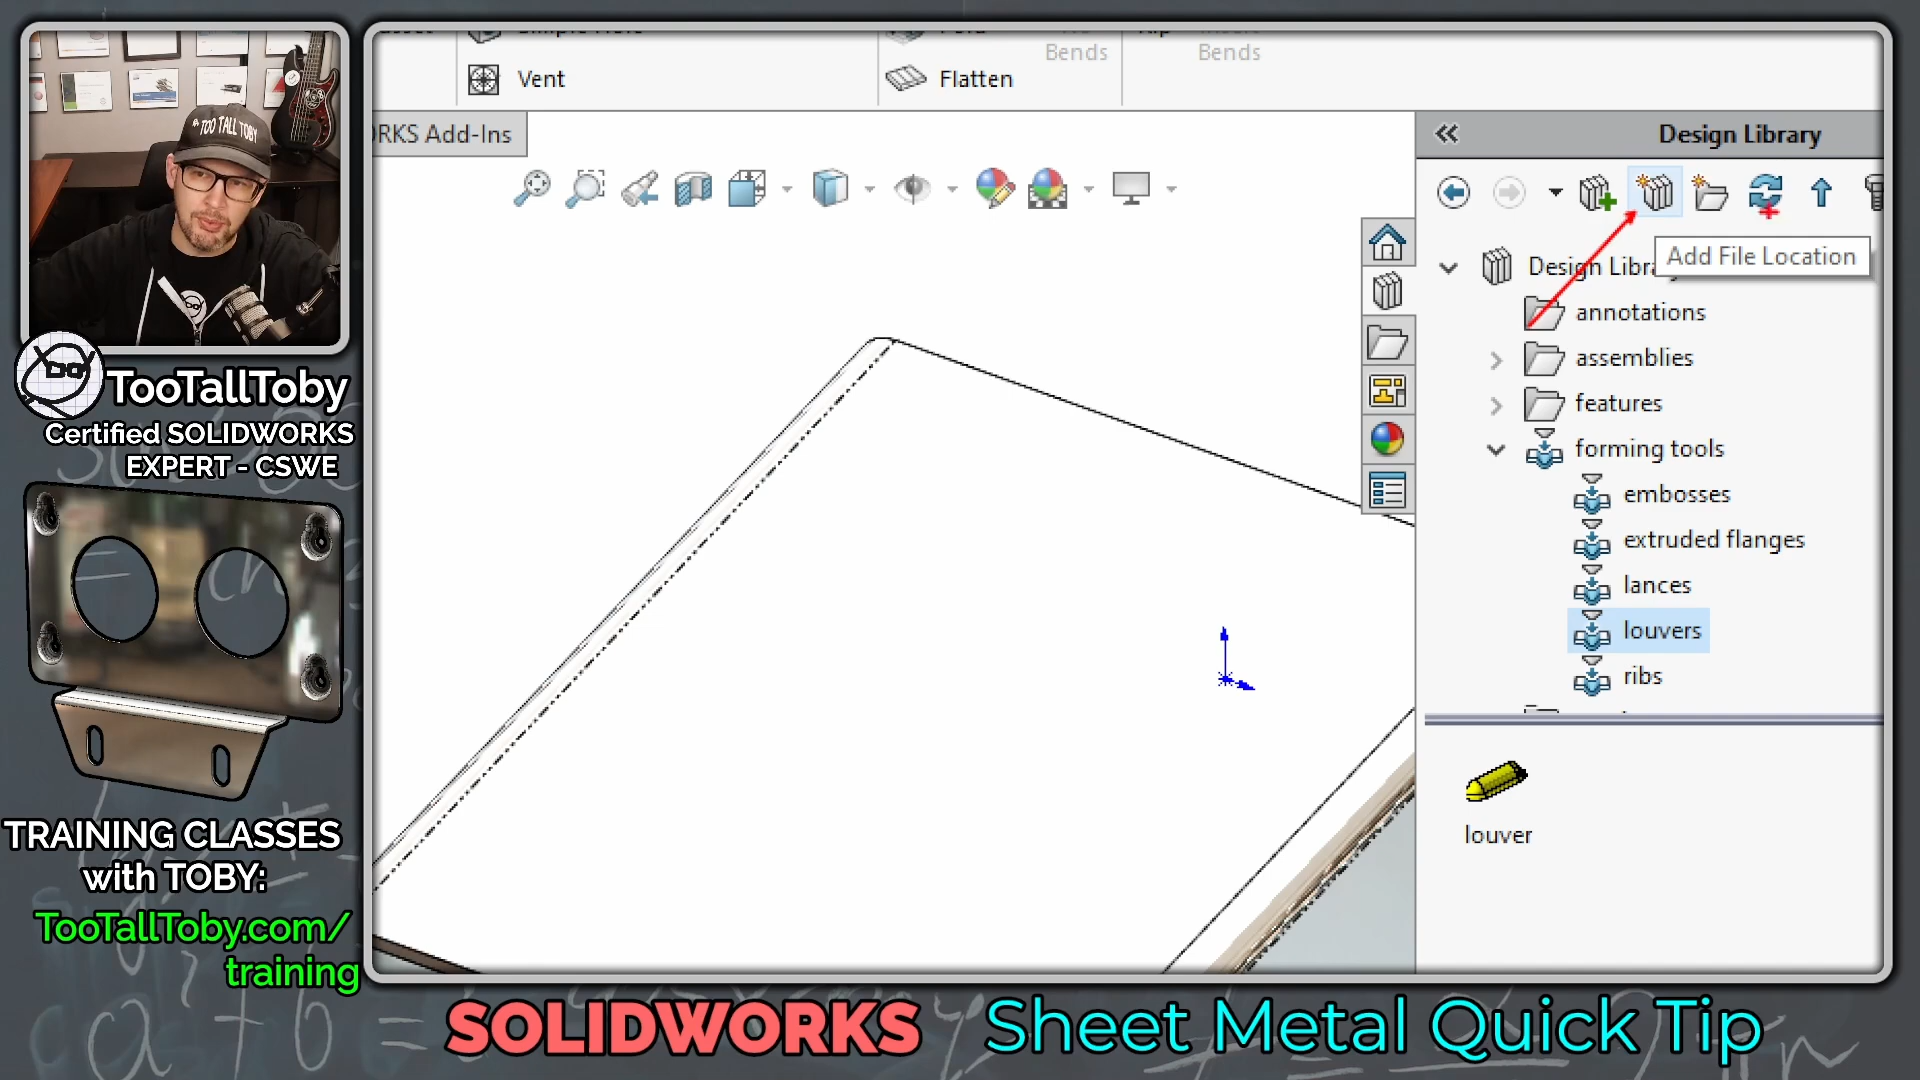 TOO TALL TOBY
TooTallToby
Certified SOLIDWORKS
EXPERT - CSWE
TRAINING CLASSES
with TOBY:
TooTallToby.com/
training
Vent
Flatten
Bends
Bends
RKS Add-Ins
Design Library
Add File Location
Design Libra
annotations
assemblies
features
forming tools
embosses
extruded flanges
lances
louvers
ribs
louver
SOLIDWORKS Sheet Metal Quick Tip